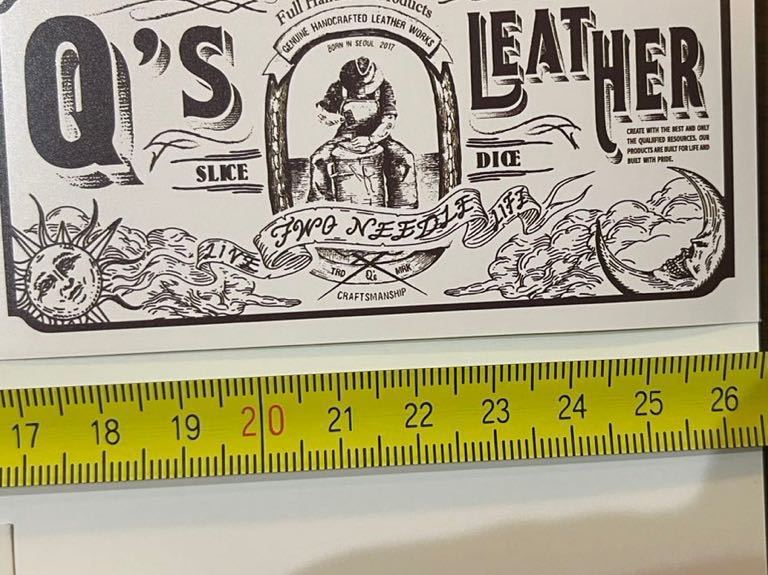 Full Hand Products
GENUINE HANDCRAFTED LEATHER WORKS
BORN IN SEOUL 2017
Q'S LEATHER
CREATE WITH THE BEST AND ONLY
THE QUALIFIED RESOURCES. OUR
PRODUCTS ARE BUILT FOR LIFE AND
BUILT WITH PRIDE.
SLICE DICE
LIVE TWO NEEDLE LIFE
TRD Q's MRK
CRAFTSMANSHIP
17 18 19 20 21 22 23 24 25 26